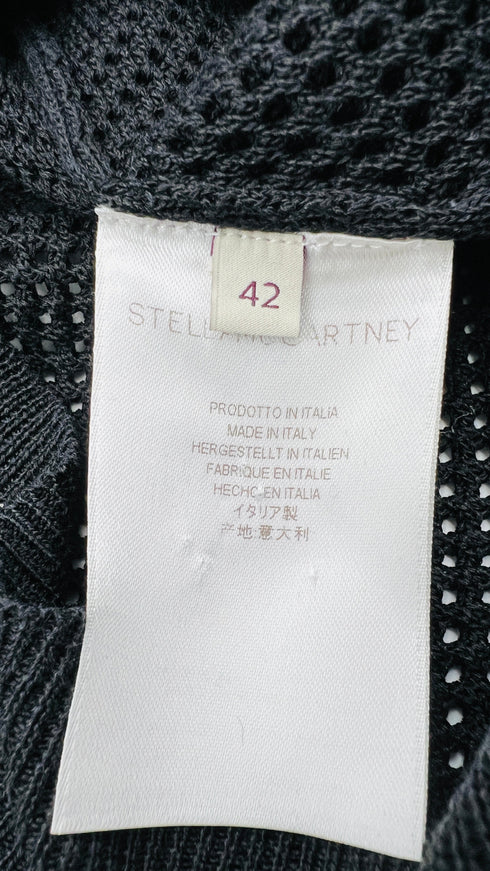 42
STELLA McCARTNEY
PRODOTTO IN ITALIA
MADE IN ITALY
HERGESTELLT IN ITALIEN
FABRIQUE EN ITALIE
HECHO EN ITALIA
イタリア製
产地:意大利